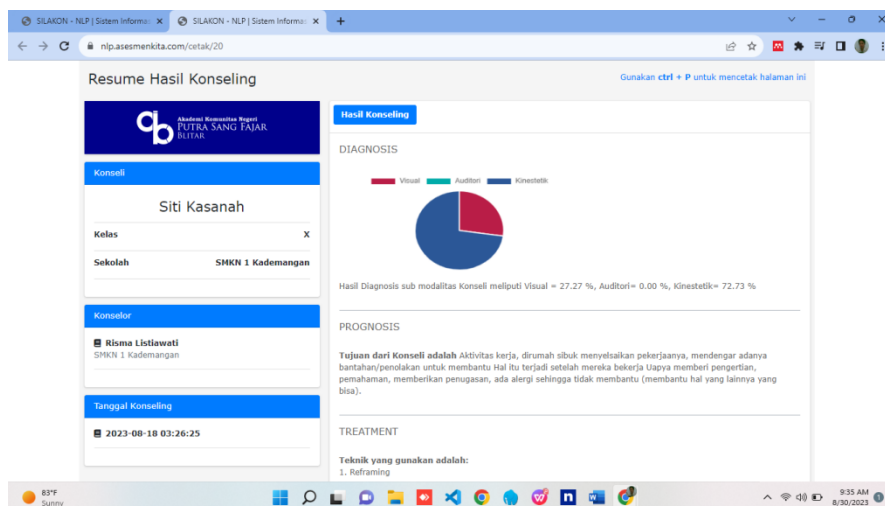 SILAKON - NLP | Sistem Informas
SILAKON - NLP | Sistem Informas
nlp.asesmenkita.com/cetak/20
Resume Hasil Konseling
Gunakan ctrl + P untuk mencetak halaman ini
Akademi Komunitas Negeri
PUTRA SANG FAJAR
BLITAR
Konseli
Siti Kasanah
Kelas X
Sekolah SMKN 1 Kademangan
Konselor
Risma Listiawati
SMKN 1 Kademangan
Tanggal Konseling
2023-08-18 03:26:25
Hasil Konseling
DIAGNOSIS
Visual Auditori Kinestetik
Hasil Diagnosis sub modalitas Konseli meliputi Visual = 27.27 %, Auditori= 0.00 %, Kinestetik= 72.73 %
PROGNOSIS
Tujuan dari Konseli adalah Aktivitas kerja, dirumah sibuk menyelsaikan pekerjaanya, mendengar adanya
bantahan/penolakan untuk membantu Hal itu terjadi setelah mereka bekerja Uapya memberi pengertian,
pemahaman, memberikan penugasan, ada alergi sehingga tidak membantu (membantu hal yang lainnya yang
bisa).
TREATMENT
Teknik yang gunakan adalah:
1. Reframing
83°F
Sunny
9:35 AM
8/30/2023